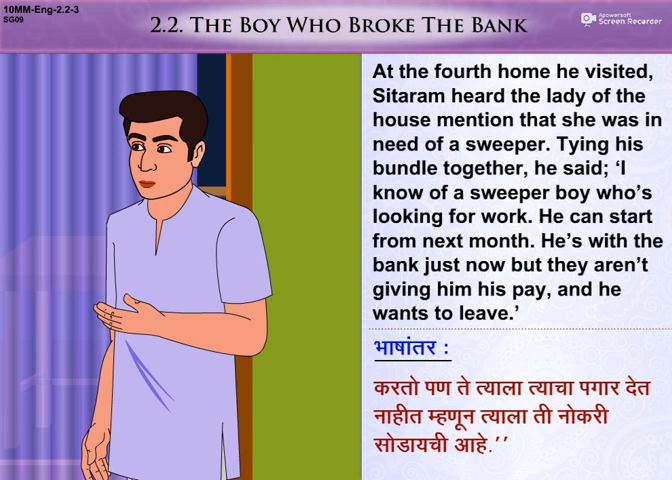 10MM-Eng-2.2-3
SG09
2.2. THE BOY WHO BROKE THE BANK
Apowersoft
Screen Recorder
At the fourth home he visited,
Sitaram heard the lady of the
house mention that she was in
need of a sweeper. Tying his
bundle together, he said; ‘I
know of a sweeper boy who’s
looking for work. He can start
from next month. He’s with the
bank just now but they aren’t
giving him his pay, and he
wants to leave.’
भाषांतर :
करतो पण ते त्याला त्याचा पगार देत
नाहीत म्हणून त्याला ती नोकरी
सोडायची आहे.’’